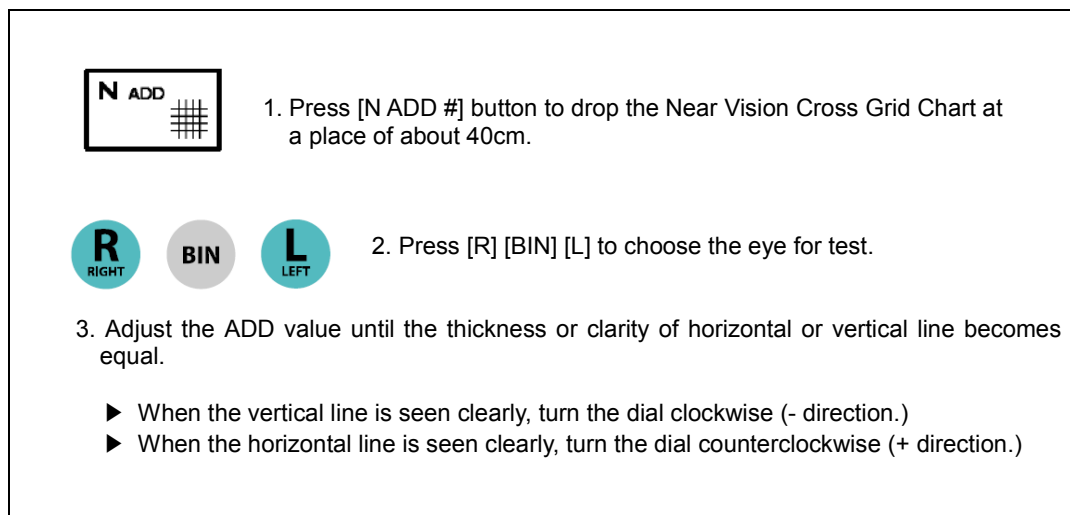 N ADD
1. Press [N ADD #] button to drop the Near Vision Cross Grid Chart at
a place of about 40cm.
R
RIGHT
BIN
L
LEFT
2. Press [R] [BIN] [L] to choose the eye for test.
3. Adjust the ADD value until the thickness or clarity of horizontal or vertical line becomes
equal.
▶ When the vertical line is seen clearly, turn the dial clockwise (- direction.)
▶ When the horizontal line is seen clearly, turn the dial counterclockwise (+ direction.)